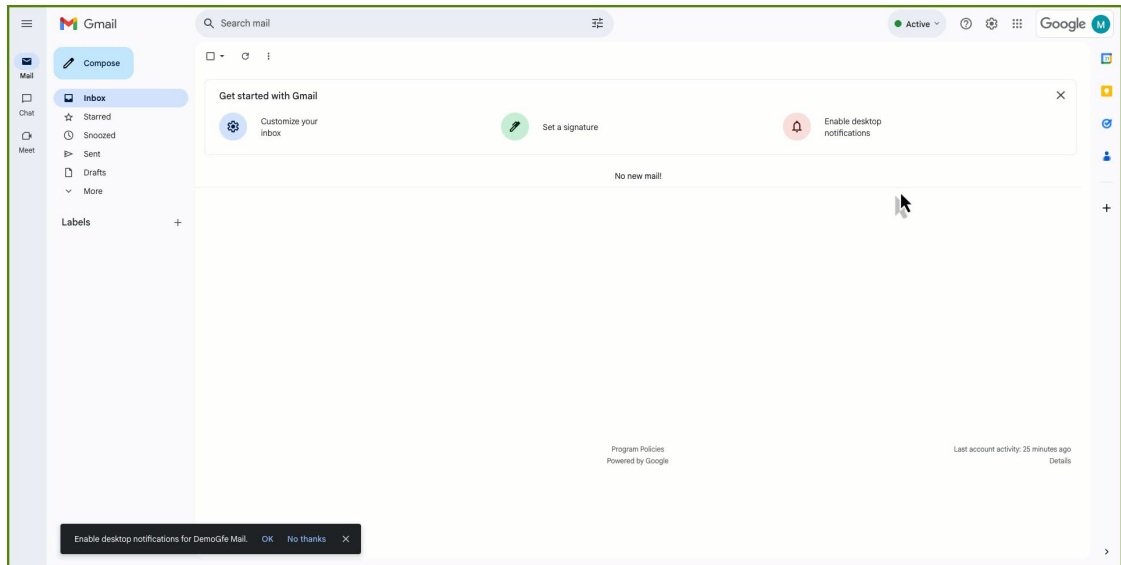 Gmail
Search mail
Active
Google
M
Mail
Compose
Chat
Inbox
Starred
Meet
Snoozed
Sent
Drafts
More
Labels
Get started with Gmail
Customize your
inbox
Set a signature
Enable desktop
notifications
No new mail!
Program Policies
Powered by Google
Last account activity: 25 minutes ago
Details
Enable desktop notifications for DemoGfe Mail. OK No thanks